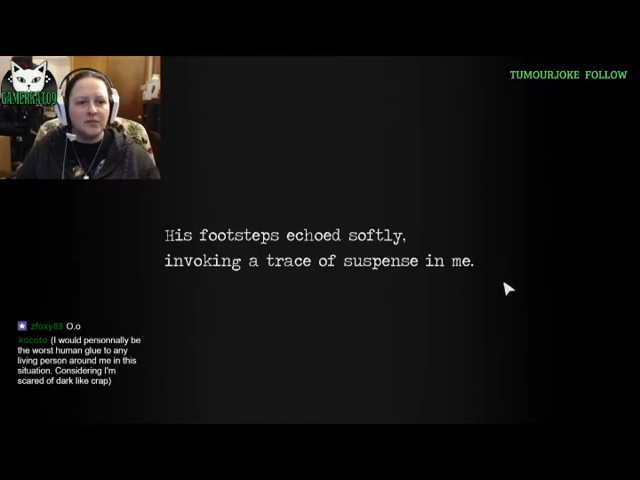 GAMERKAT09
TUMOURJOKE FOLLOW
His footsteps echoed softly,
invoking a trace of suspense in me.
zfoxy89 O.o
kocoto (I would personnally be
the worst human glue to any
living person around me in this
situation. Considering I'm
scared of dark like crap)